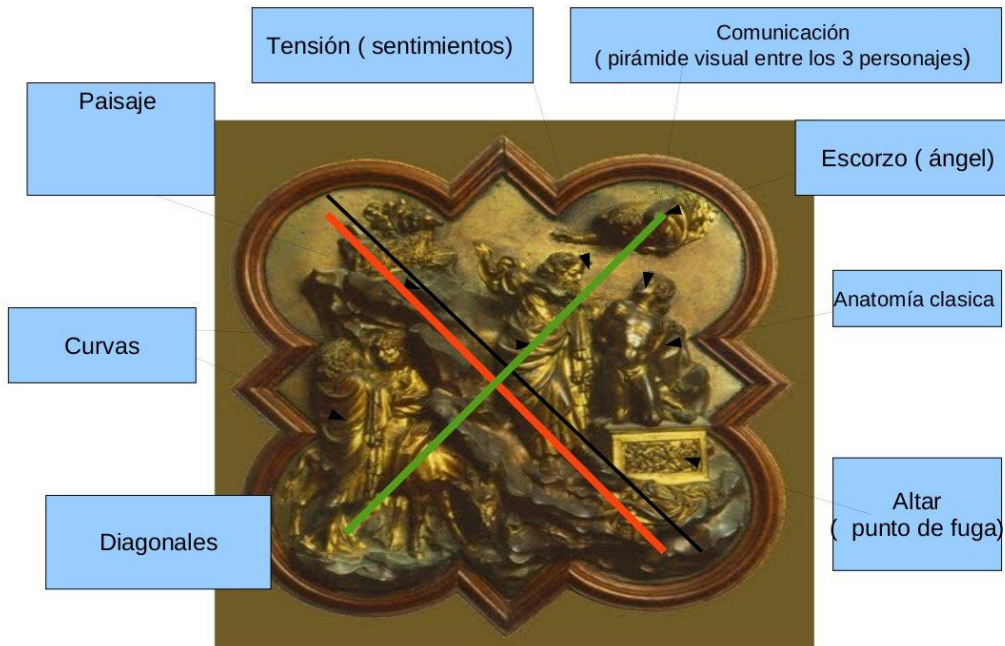 Tensión ( sentimientos)
Comunicación
( pirámide visual entre los 3 personajes)
Paisaje
Escorzo ( ángel)
Anatomía clasica
Curvas
Altar
( punto de fuga)
Diagonales